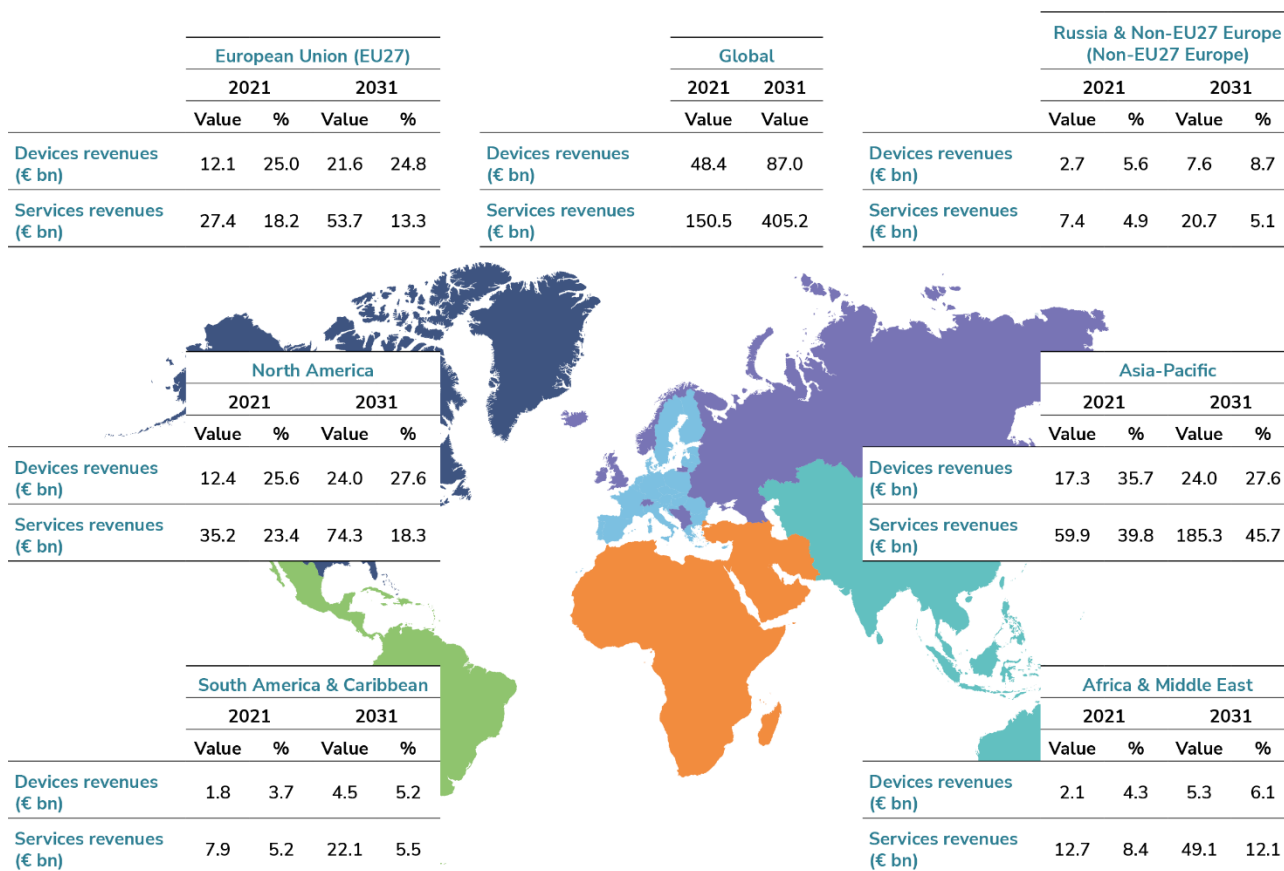 European Union (EU27)
2021 2031
Value % Value %
Devices revenues
(€ bn)
12.1 25.0 21.6 24.8
Services revenues
(€ bn)
27.4 18.2 53.7 13.3
Global
2021 2031
Value Value
Devices revenues
(€ bn)
48.4 87.0
Services revenues
(€ bn)
150.5 405.2
Russia & Non-EU27 Europe
(Non-EU27 Europe)
2021 2031
Value % Value %
Devices revenues
(€ bn)
2.7 5.6 7.6 8.7
Services revenues
(€ bn)
7.4 4.9 20.7 5.1
North America
2021 2031
Value % Value %
Devices revenues
(€ bn)
12.4 25.6 24.0 27.6
Services revenues
(€ bn)
35.2 23.4 74.3 18.3
Asia-Pacific
2021 2031
Value % Value %
Devices revenues
(€ bn)
17.3 35.7 24.0 27.6
Services revenues
(€ bn)
59.9 39.8 185.3 45.7
South America & Caribbean
2021 2031
Value % Value %
Devices revenues
(€ bn)
1.8 3.7 4.5 5.2
Services revenues
(€ bn)
7.9 5.2 22.1 5.5
Africa & Middle East
2021 2031
Value % Value %
Devices revenues
(€ bn)
2.1 4.3 5.3 6.1
Services revenues
(€ bn)
12.7 8.4 49.1 12.1